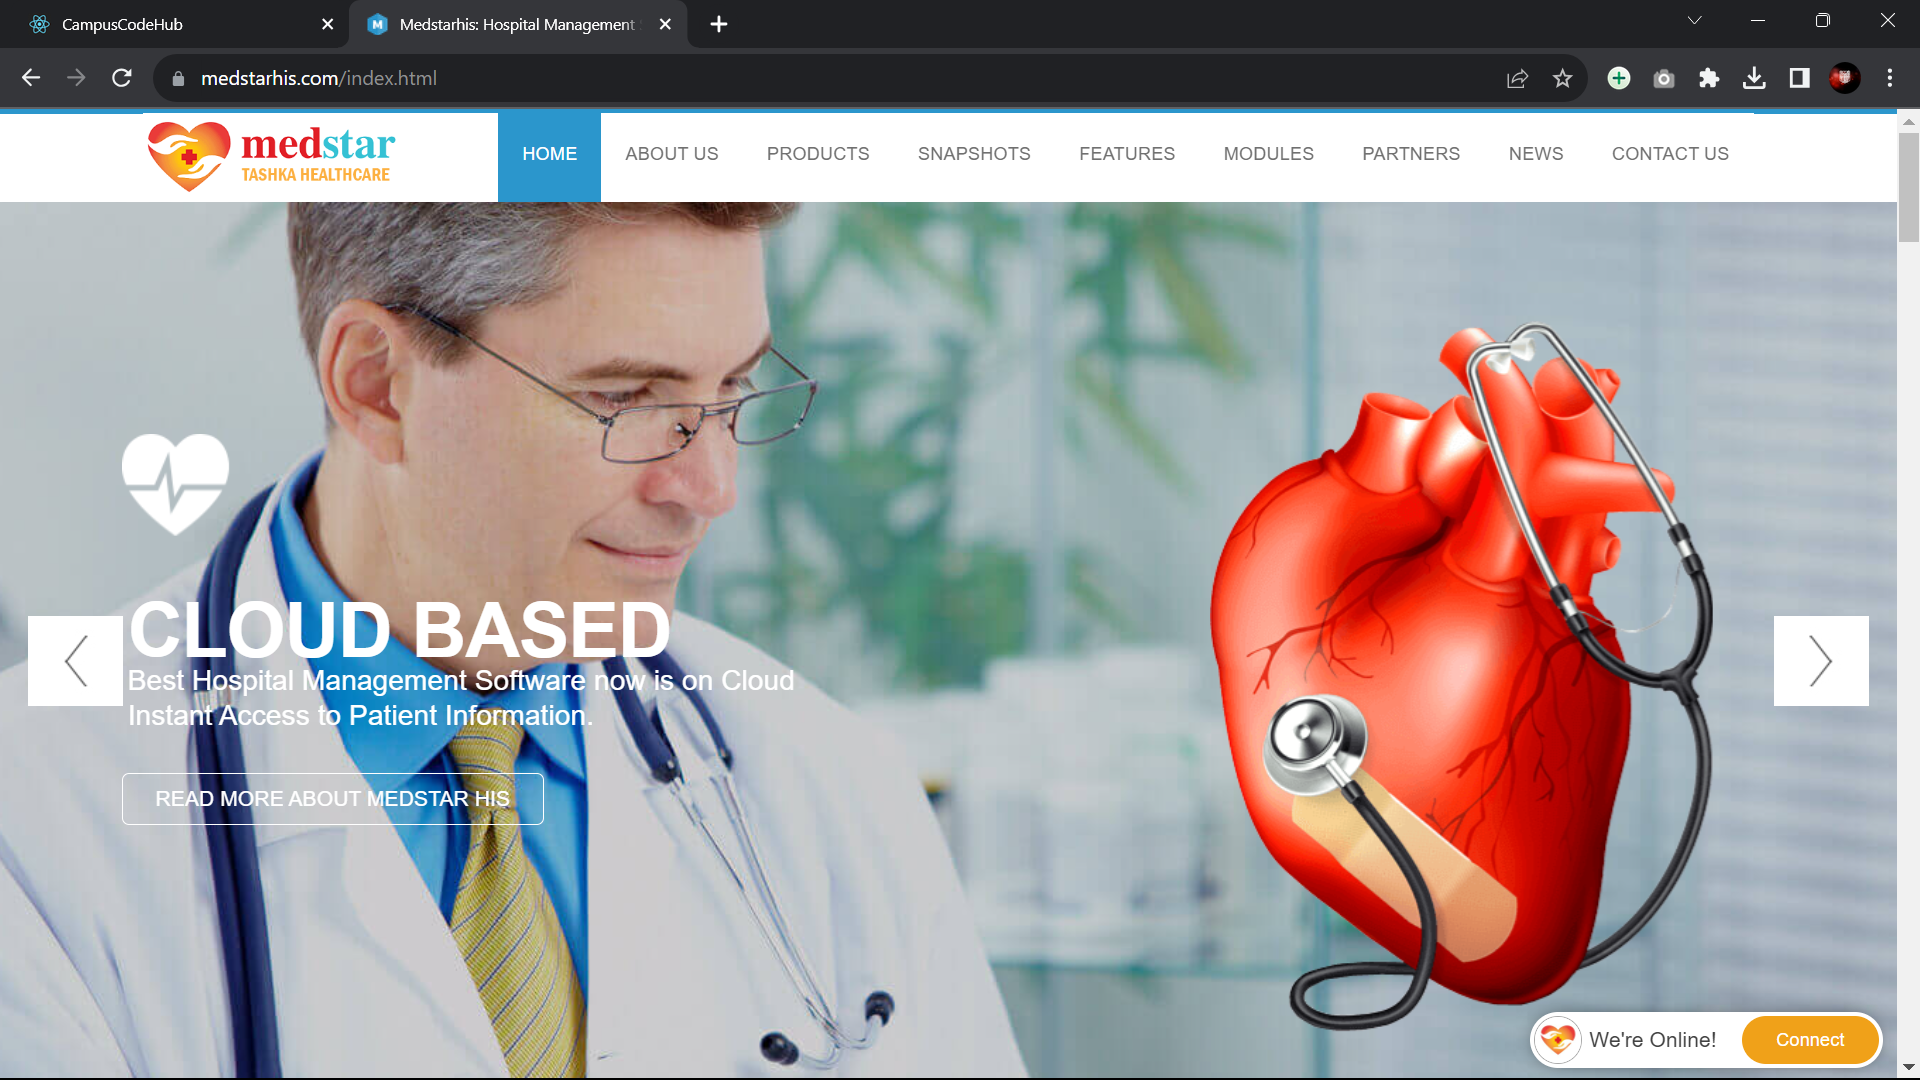 CampusCodeHub
Medstarhis: Hospital Management
medstarhis.com/index.html
medstar
TASHKA HEALTHCARE
HOME
ABOUT US
PRODUCTS
SNAPSHOTS
FEATURES
MODULES
PARTNERS
NEWS
CONTACT US
CLOUD BASED
Best Hospital Management Software now is on Cloud
Instant Access to Patient Information.
READ MORE ABOUT MEDSTAR HIS
We're Online!
Connect